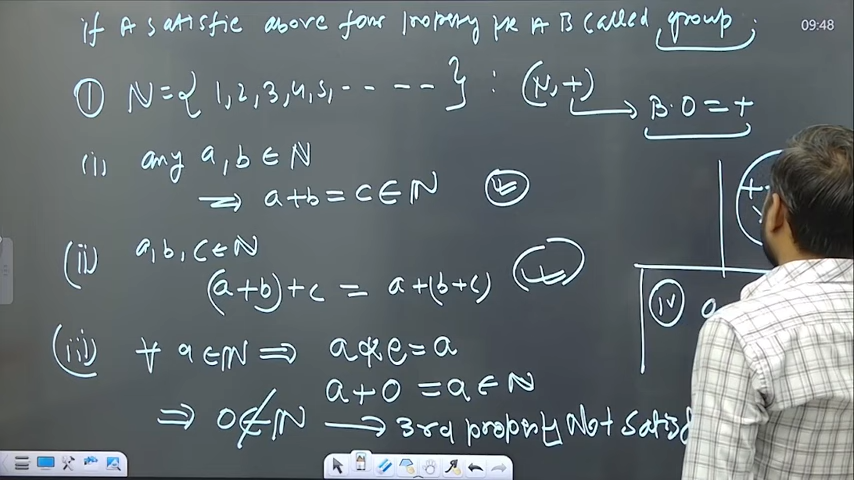 if A satisfie above four property the A B called group.
09:48
① N = { 1, 2, 3, 4, 5, - - - - - } : (N, +) → B.O = +
(i) any a, b ∈ N
⇒ a+b = c ∈ N
(ii) a, b, c ∈ N
(a+b)+c = a+(b+c)
(iii) ∀ a ∈ N ⇒ a * e = a
a + 0 = a ∈ N
⇒ 0 ∉ N → 3rd property Not satisf
(iv) a